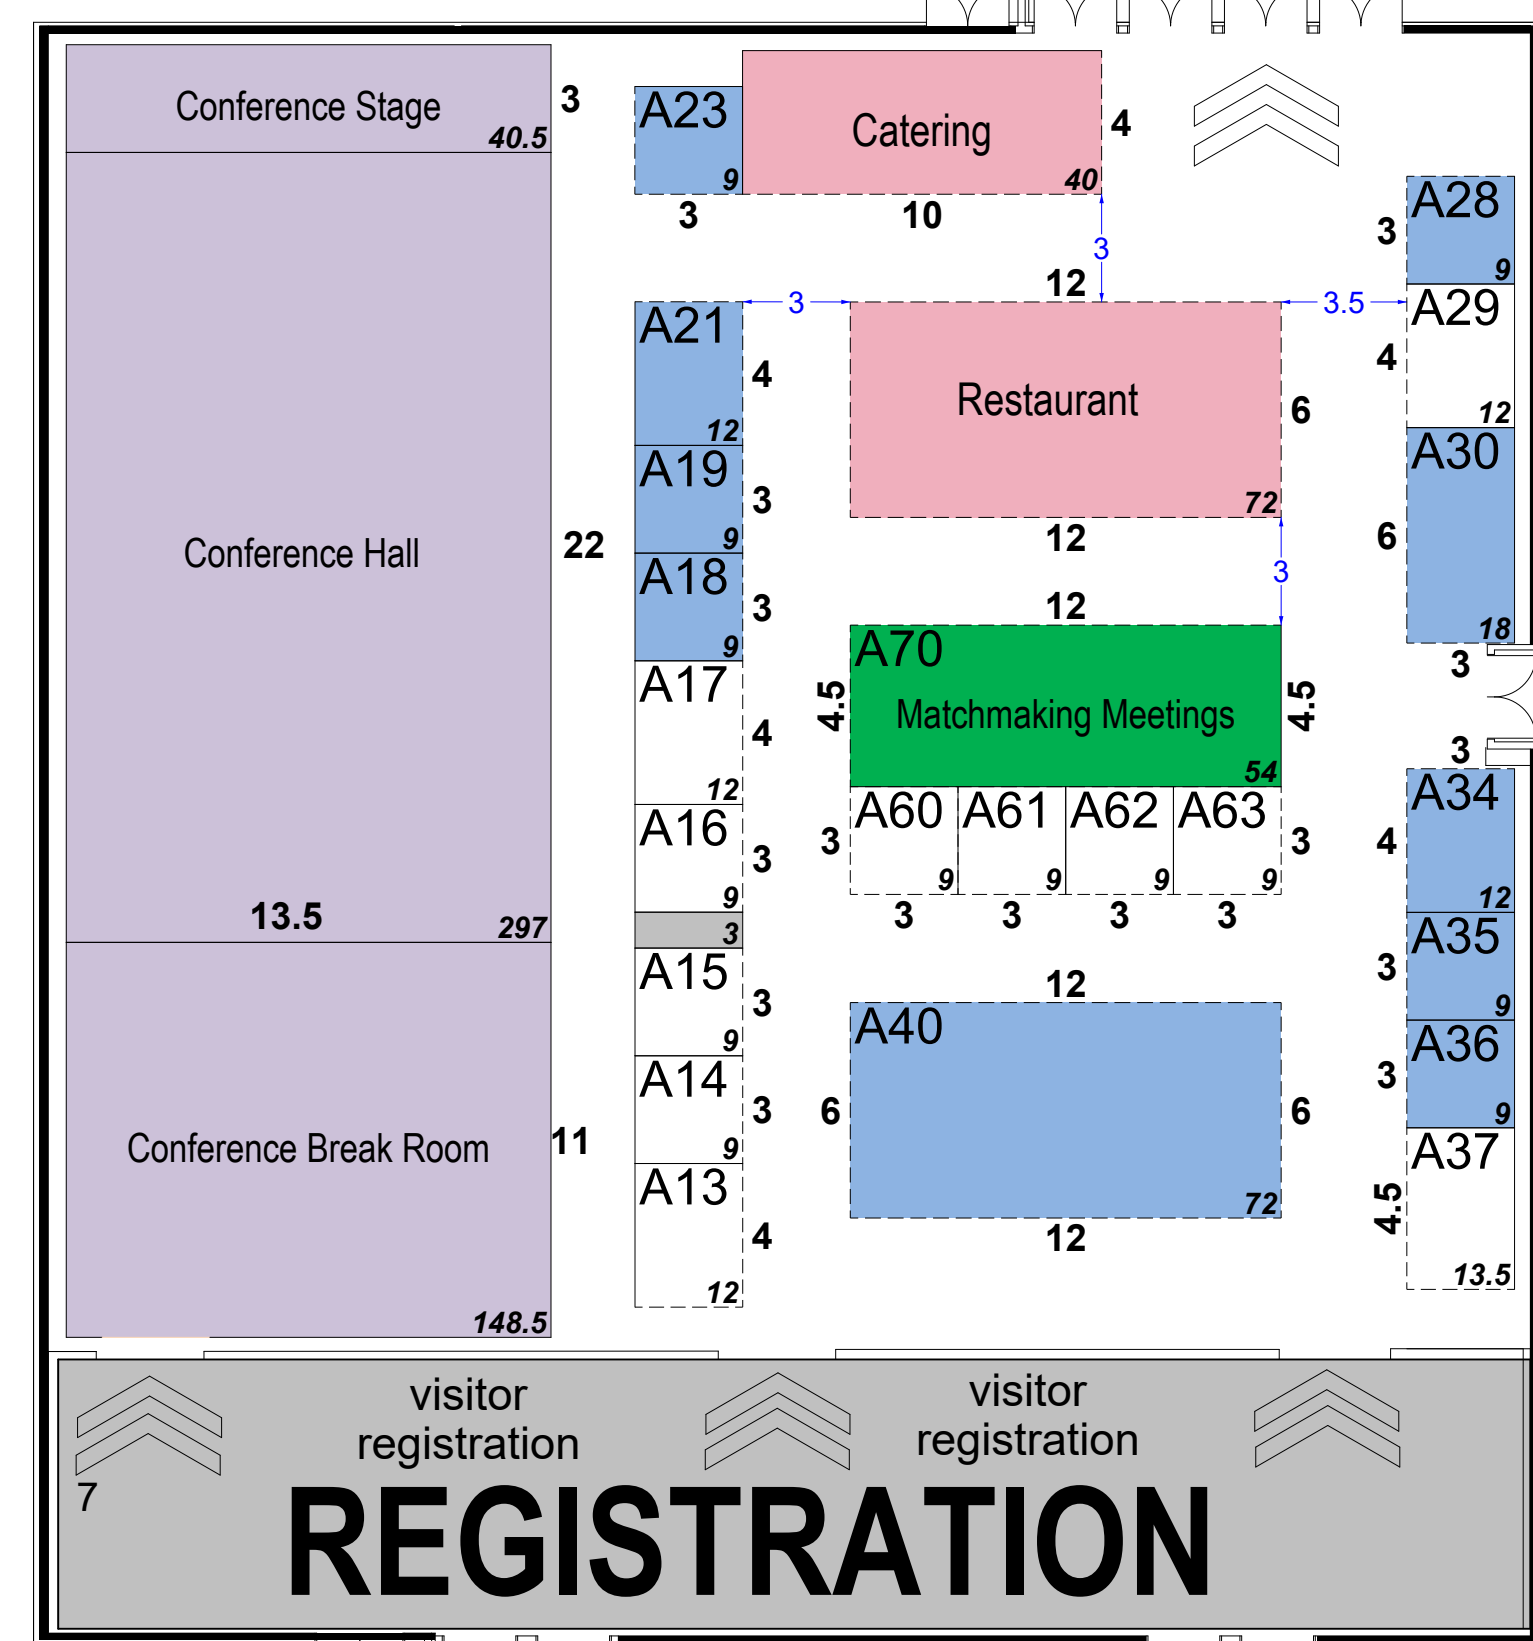 Conference Stage
40.5
3
A23
9
3
Catering
40
4
10
3
A28
9
3
A29
12
4
A30
18
6
3
12
3
3.5
Restaurant
72
6
12
3
A21
12
4
A19
9
3
A18
9
3
A17
12
4
A16
9
3
3
A15
9
3
A14
9
3
A13
12
4
Conference Hall
22
13.5
297
Conference Break Room
11
148.5
12
A70
4.5
Matchmaking Meetings
4.5
54
A60
A61
A62
A63
3
9
9
9
9
3
3
3
3
3
12
A40
6
6
72
12
3
A34
4
12
A35
3
9
A36
3
9
A37
4.5
13.5
visitor
registration
visitor
registration
7
REGISTRATION